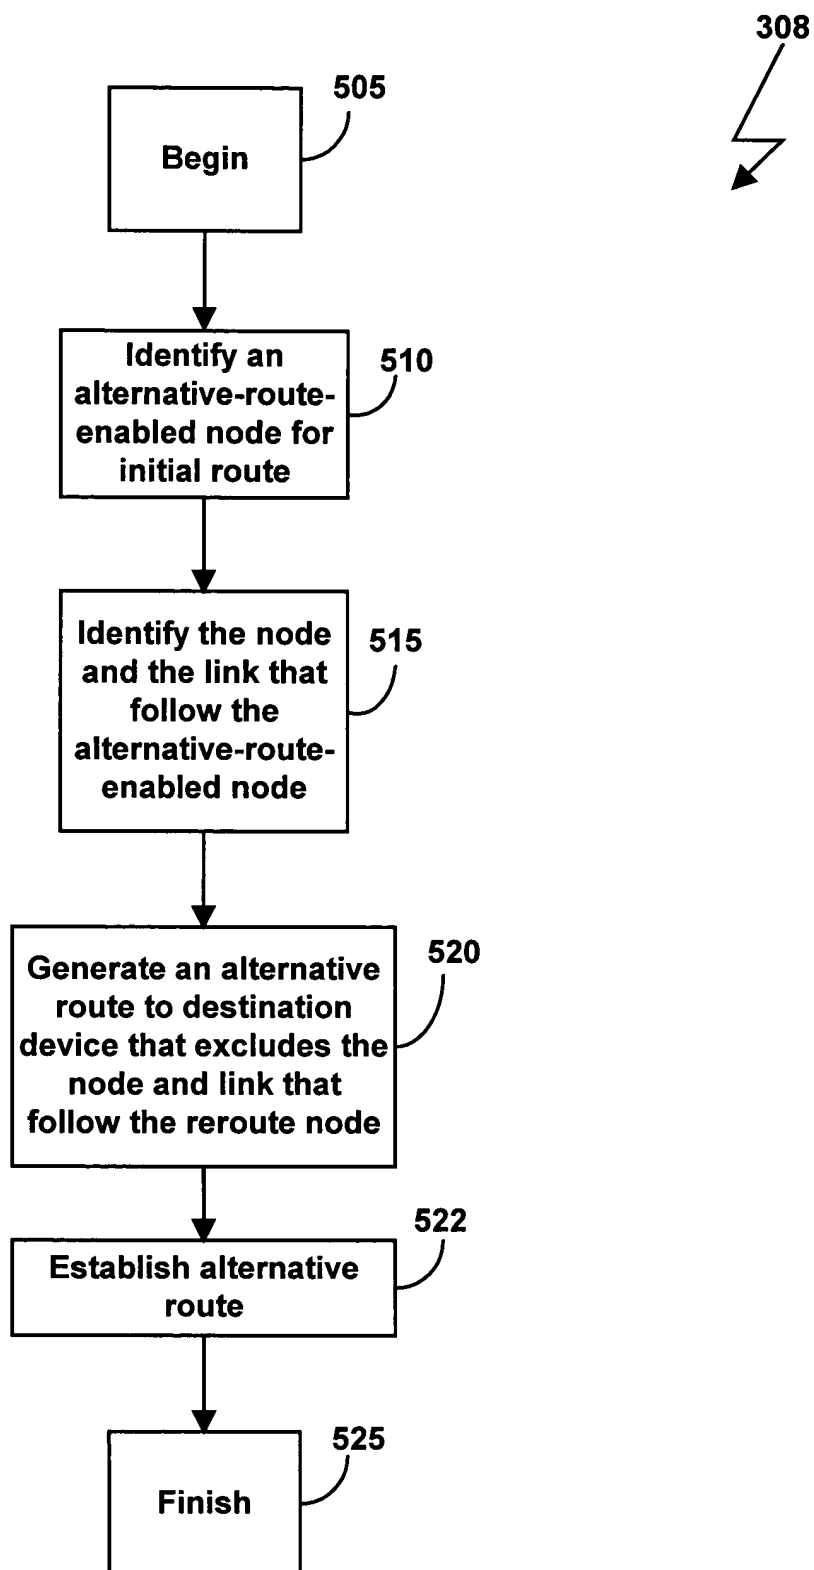 308
505
Begin
Identify an
alternative-route-
enabled node for
initial route
510
Identify the node
and the link that
follow the
alternative-route-
enabled node
515
Generate an alternative
route to destination
device that excludes the
node and link that
follow the reroute node
520
522
Establish alternative
route
525
Finish